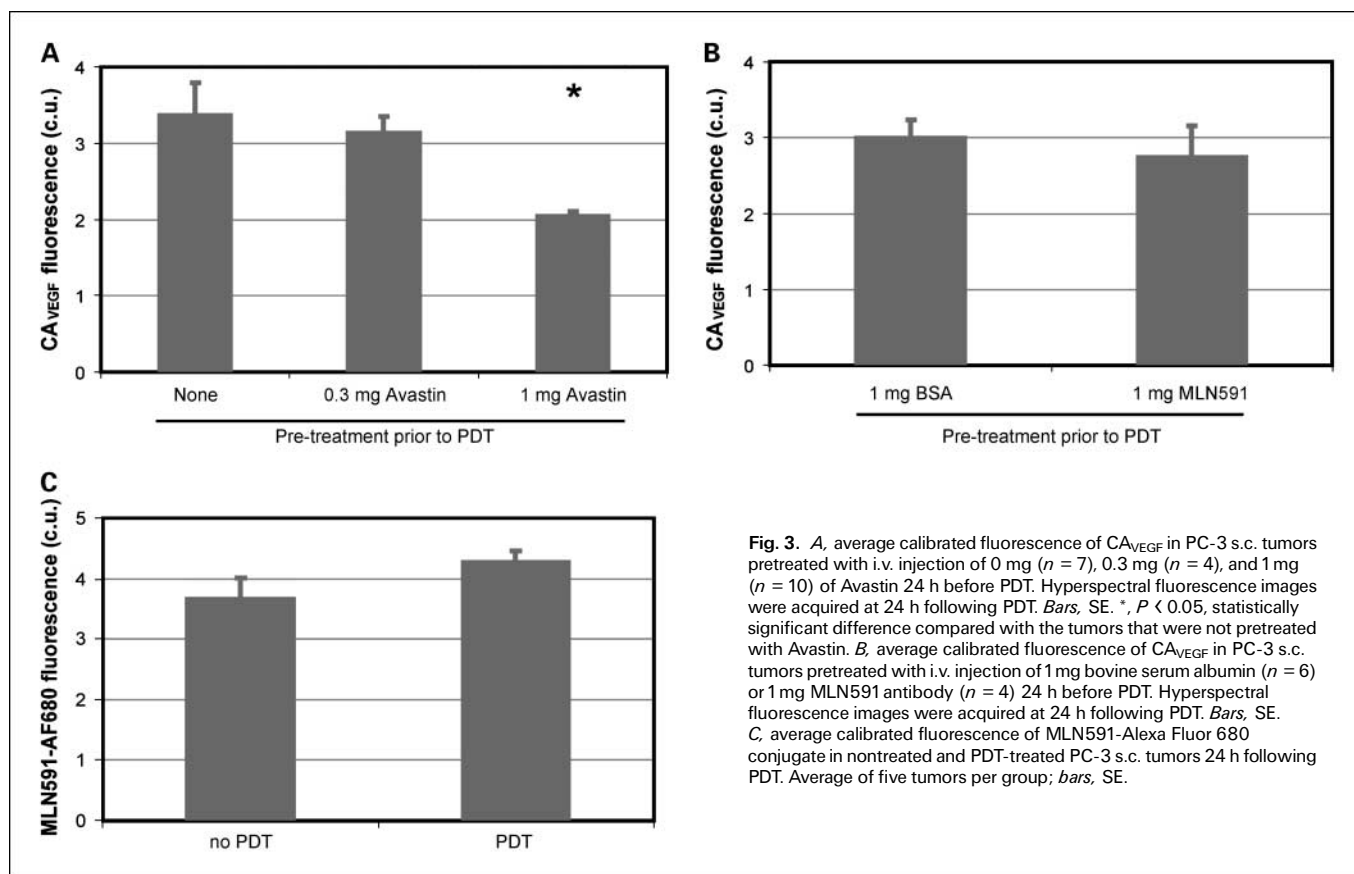 A
CAVEGF fluorescence (c.u.)
4
3
2
1
0
*
None 0.3 mg Avastin 1 mg Avastin
Pre-treatment prior to PDT
B
CAVEGF fluorescence (c.u.)
4
3
2
1
0
1 mg BSA 1 mg MLN591
Pre-treatment prior to PDT
C
MLN591-AF680 fluorescence (c.u.)
5
4
3
2
1
0
no PDT PDT
Fig. 3. A, average calibrated fluorescence of CAVEGF in PC-3 s.c. tumors
pretreated with i.v. injection of 0 mg (n = 7), 0.3 mg (n = 4), and 1 mg
(n = 10) of Avastin 24 h before PDT. Hyperspectral fluorescence images
were acquired at 24 h following PDT. Bars, SE. *, P < 0.05, statistically
significant difference compared with the tumors that were not pretreated
with Avastin. B, average calibrated fluorescence of CAVEGF in PC-3 s.c.
tumors pretreated with i.v. injection of 1 mg bovine serum albumin (n = 6)
or 1 mg MLN591 antibody (n = 4) 24 h before PDT. Hyperspectral
fluorescence images were acquired at 24 h following PDT. Bars, SE.
C, average calibrated fluorescence of MLN591-Alexa Fluor 680
conjugate in nontreated and PDT-treated PC-3 s.c. tumors 24 h following
PDT. Average of five tumors per group; bars, SE.